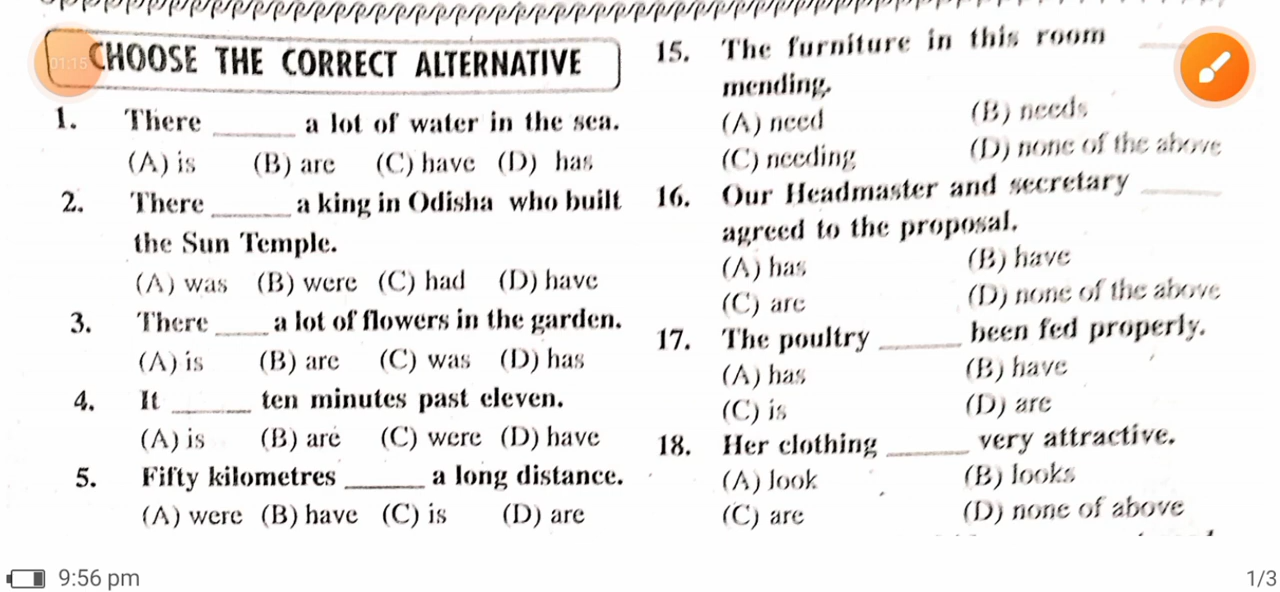 01:15
CHOOSE THE CORRECT ALTERNATIVE
1. There ______ a lot of water in the sea.
(A) is (B) are (C) have (D) has
2. There ______ a king in Odisha who built
the Sun Temple.
(A) was (B) were (C) had (D) have
3. There ____ a lot of flowers in the garden.
(A) is (B) are (C) was (D) has
4. It ______ ten minutes past eleven.
(A) is (B) are (C) were (D) have
5. Fifty kilometres ______ a long distance.
(A) were (B) have (C) is (D) are
15. The furniture in this room ____
mending.
(A) need (B) needs
(C) needing (D) none of the above
16. Our Headmaster and secretary ______
agreed to the proposal.
(A) has (B) have
(C) are (D) none of the above
17. The poultry ______ been fed properly.
(A) has (B) have
(C) is (D) are
18. Her clothing ______ very attractive.
(A) look (B) looks
(C) are (D) none of above
9:56 pm
1/3